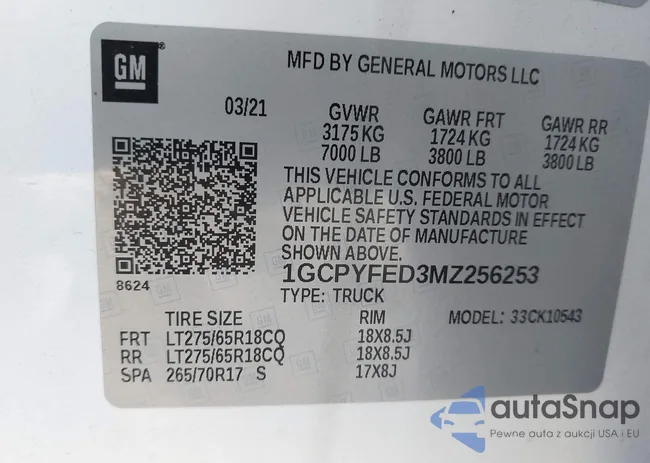 GM
MFD BY GENERAL MOTORS LLC
03/21 GVWR GAWR FRT GAWR RR
3175 KG 1724 KG 1724 KG
7000 LB 3800 LB 3800 LB
THIS VEHICLE CONFORMS TO ALL
APPLICABLE U.S. FEDERAL MOTOR
VEHICLE SAFETY STANDARDS IN EFFECT
ON THE DATE OF MANUFACTURE
SHOWN ABOVE.
8624
1GCPYFED3MZ256253
TYPE: TRUCK
TIRE SIZE RIM MODEL: 33CK10543
FRT LT275/65R18CQ 18X8.5J
RR LT275/65R18CQ 18X8.5J
SPA 265/70R17 S 17X8J
autaSnap
Pewne auta z aukcji USA i EU